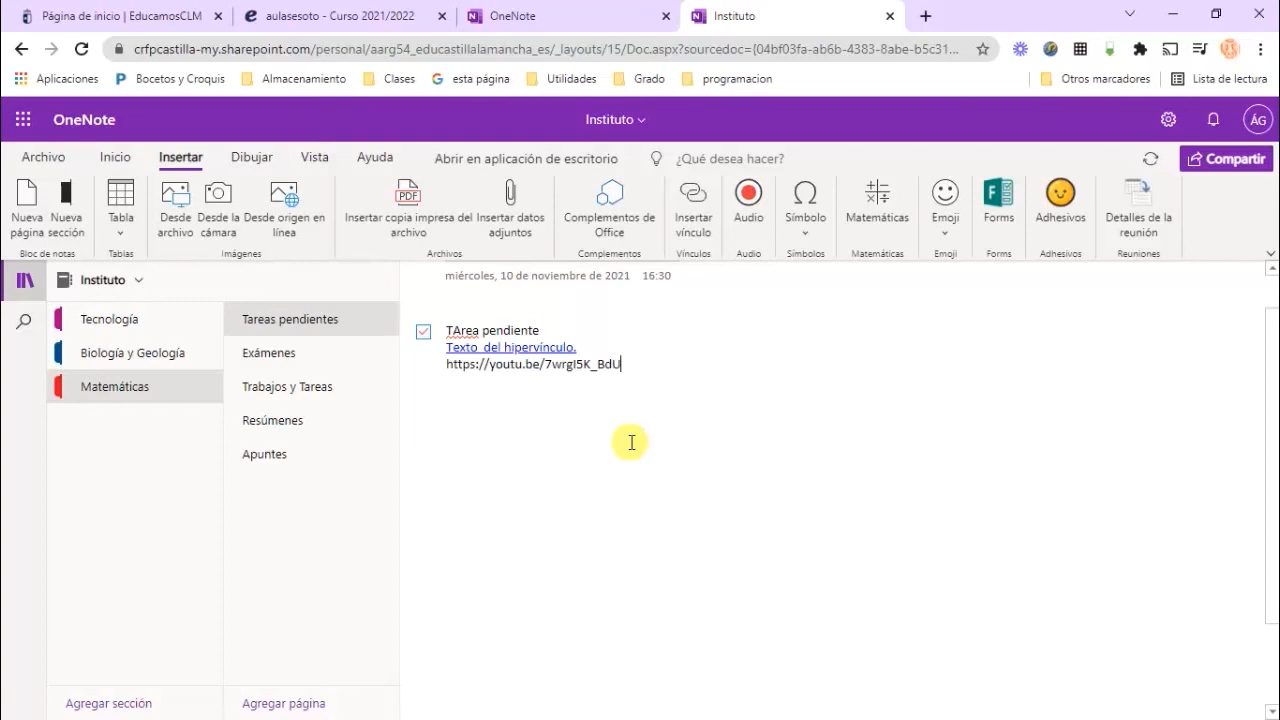 Página de inicio | EducamosCLM
aulasesoto - Curso 2021/2022
OneNote
Instituto
crfpcastilla-my.sharepoint.com/personal/aarg54_educastillalamancha_es/_layouts/15/Doc.aspx?sourcedoc={04bf03fa-ab6b-4383-8abe-b5c31...
Aplicaciones
Bocetos y Croquis
Almacenamiento
Clases
esta página
Utilidades
Grado
programacion
Otros marcadores
Lista de lectura
OneNote
Instituto
ÁG
Archivo
Inicio
Insertar
Dibujar
Vista
Ayuda
Abrir en aplicación de escritorio
¿Qué desea hacer?
Compartir
Nueva página
Nueva sección
Tabla
Desde archivo
Desde la cámara
Desde origen en línea
PDF
Insertar copia impresa del archivo
Insertar datos adjuntos
Complementos de Office
Insertar vínculo
Audio
Símbolo
Matemáticas
Emoji
Forms
Adhesivos
Detalles de la reunión
Bloc de notas
Tablas
Imágenes
Archivos
Complementos
Vínculos
Audio
Símbolos
Matemáticas
Emoji
Forms
Reuniones
Instituto
Tecnología
Biología y Geología
Matemáticas
Tareas pendientes
Exámenes
Trabajos y Tareas
Resúmenes
Apuntes
miércoles, 10 de noviembre de 2021 16:30
TArea pendiente
Texto del hipervínculo.
https://youtu.be/7wrgI5K_BdU
Agregar sección
Agregar página